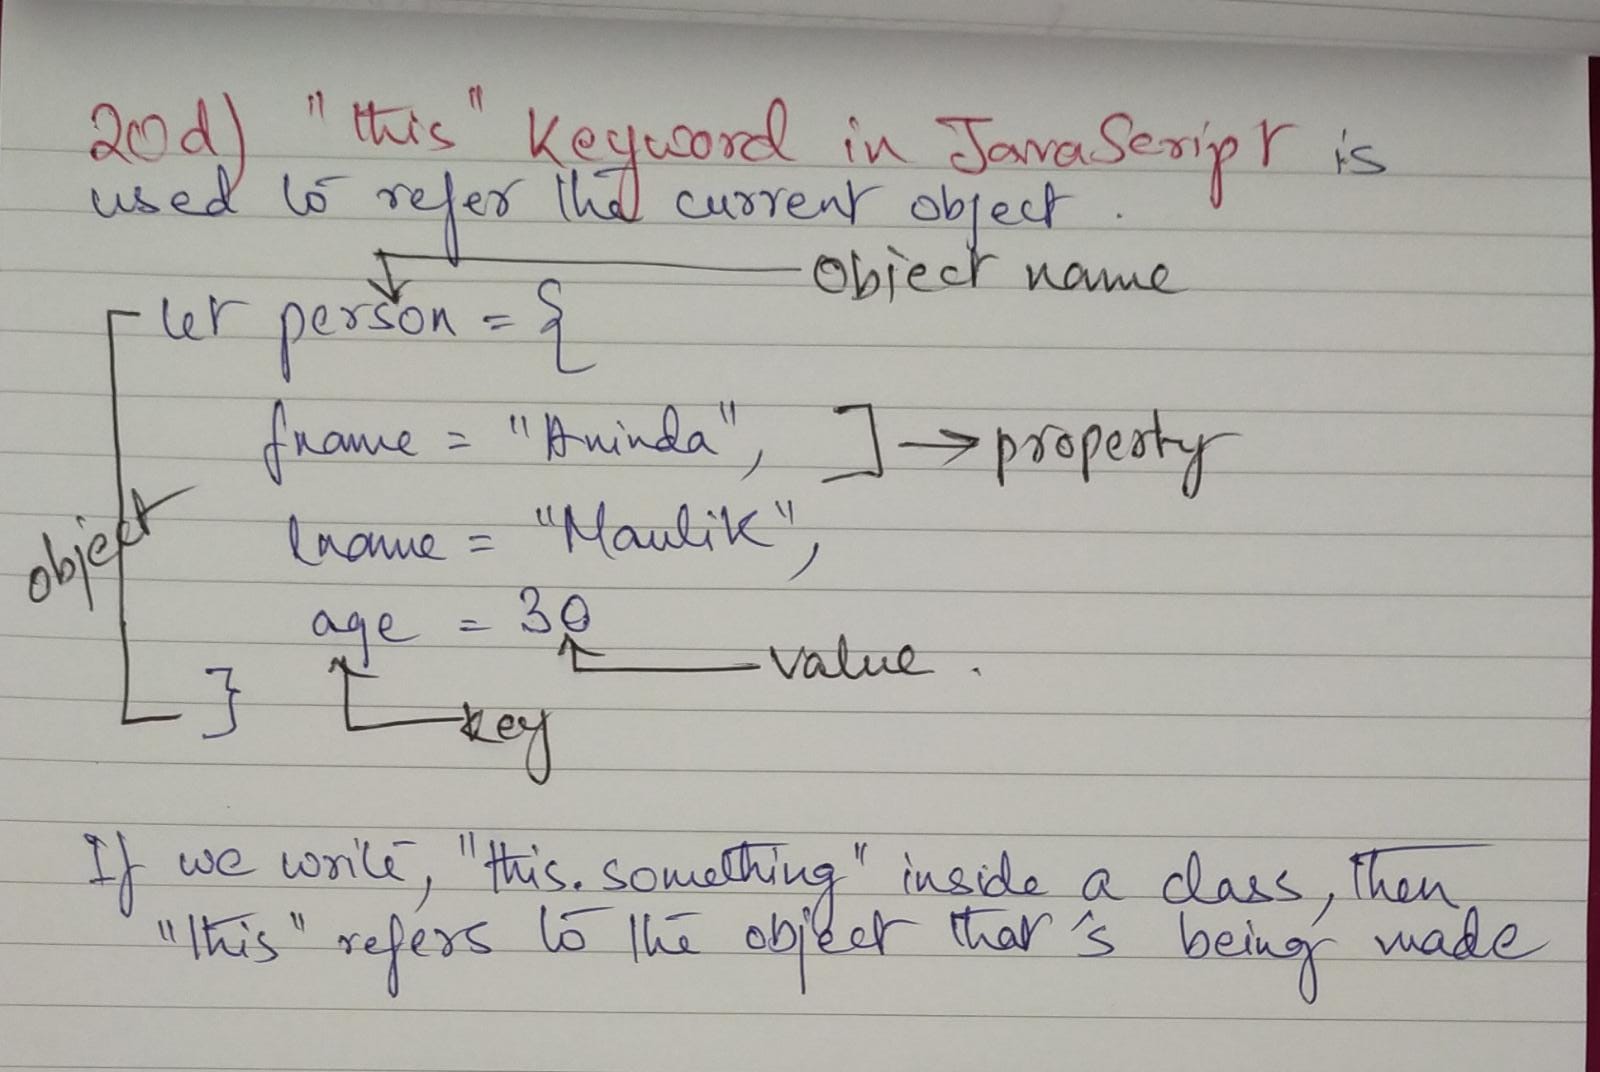 20d) "this" Keyword in JavaScript is
used to refer the current object.
Object name
let person = {
fname = "Aninda", ] → property
lname = "Maulik",
object
age = 30
value.
}
key
If we write, "this.something" inside a class, then
"this" refers to the object that's being made